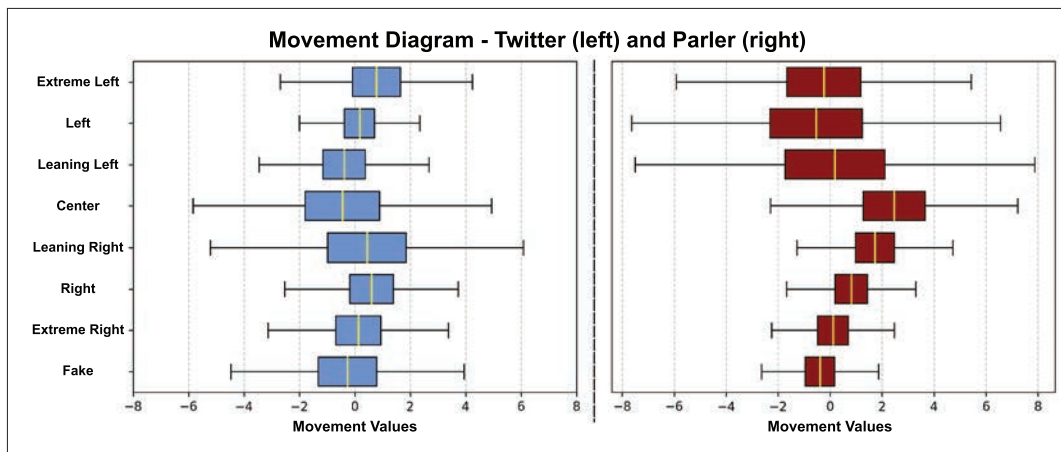 Movement Diagram - Twitter (left) and Parler (right)
Extreme Left
Left
Leaning Left
Center
Leaning Right
Right
Extreme Right
Fake
−8 −6 −4 −2 0 2 4 6 8
−8 −6 −4 −2 0 2 4 6 8
Movement Values
Movement Values